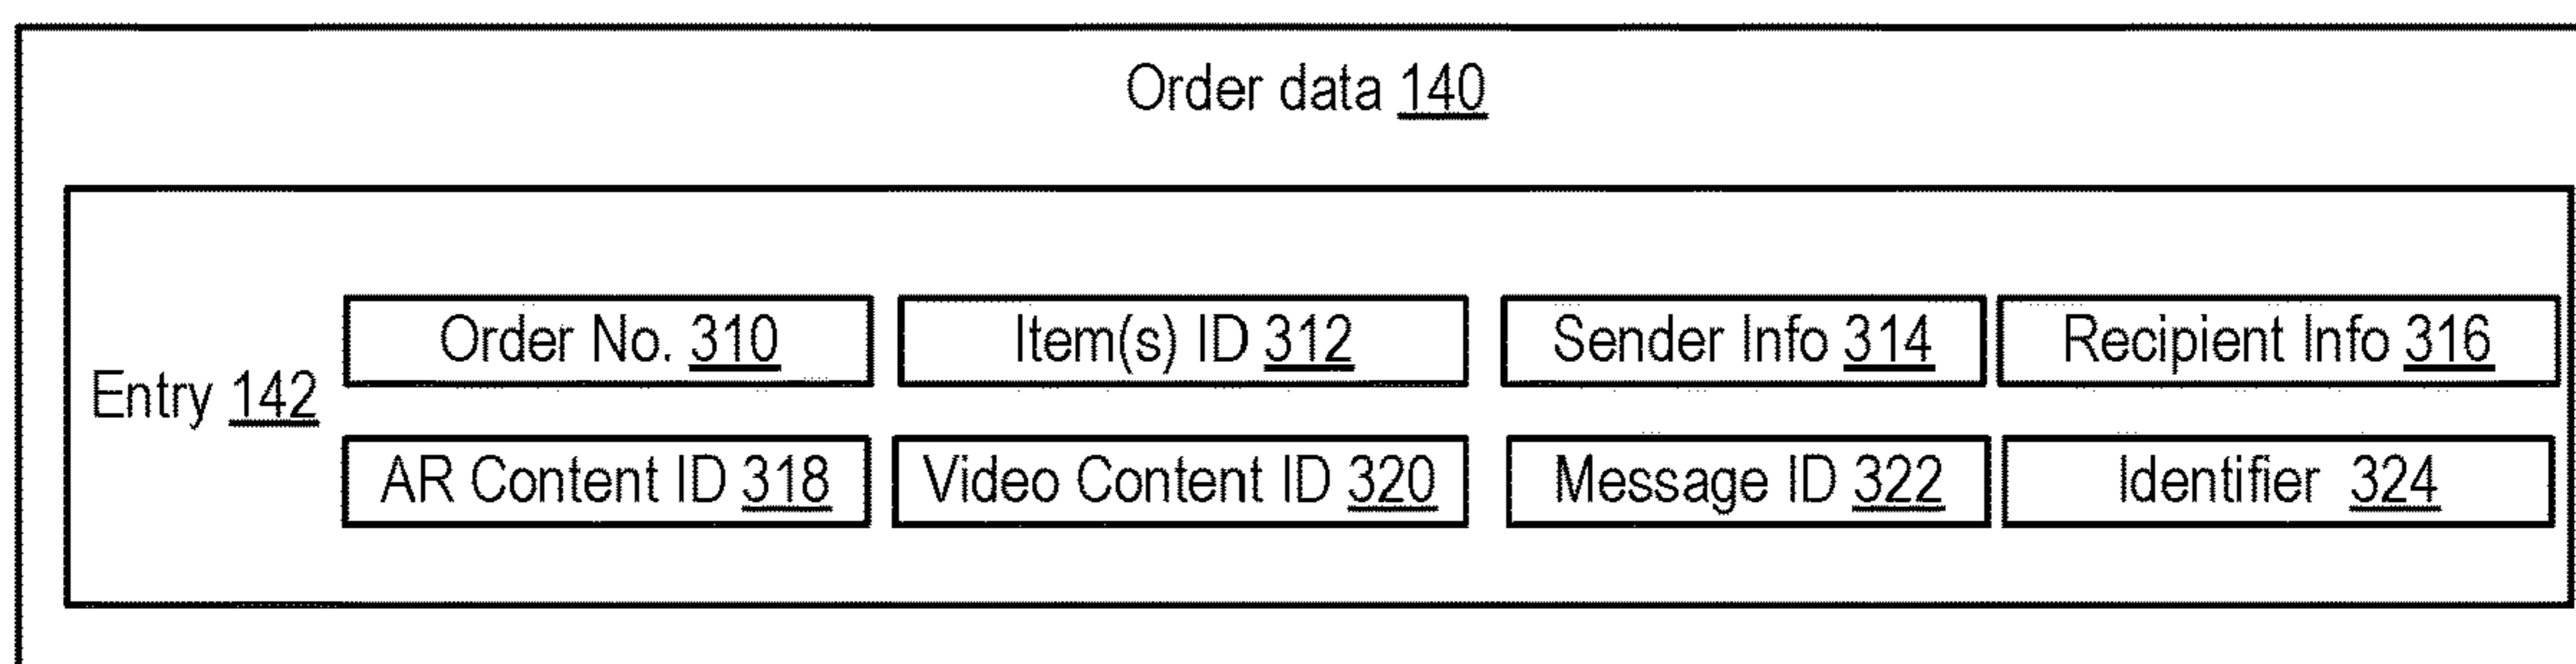 Order data 140
Order No. 310 Item(s) ID 312 Sender Info 314 Recipient Info 316
Entry 142
AR Content ID 318 Video Content ID 320 Message ID 322 Identifier 324